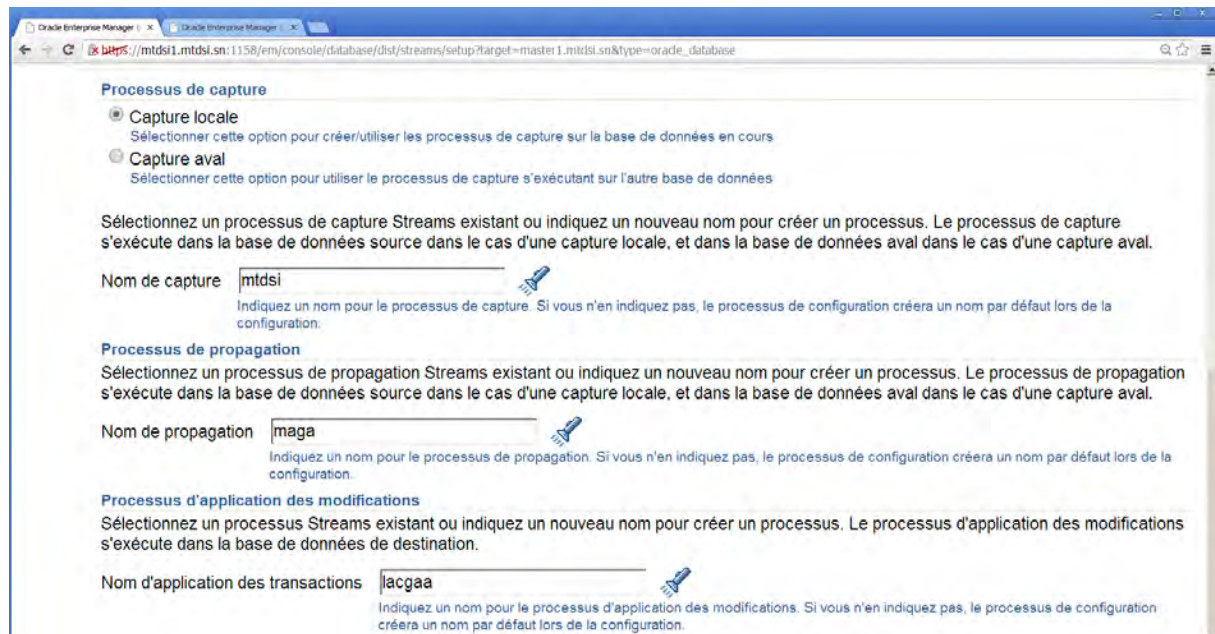 Oracle Enterprise Manager (
Oracle Enterprise Manager (
https://mtdsi1.mtdsi.sn:1158/em/console/database/dist/streams/setup?target=master1.mtdsi.sn&type=oracle_database
Processus de capture
Capture locale
Sélectionner cette option pour créer/utiliser les processus de capture sur la base de données en cours
Capture aval
Sélectionner cette option pour utiliser le processus de capture s'exécutant sur l'autre base de données
Sélectionnez un processus de capture Streams existant ou indiquez un nouveau nom pour créer un processus. Le processus de capture
s'exécute dans la base de données source dans le cas d'une capture locale, et dans la base de données aval dans le cas d'une capture aval.
Nom de capture mtdsi
Indiquez un nom pour le processus de capture. Si vous n'en indiquez pas, le processus de configuration créera un nom par défaut lors de la
configuration.
Processus de propagation
Sélectionnez un processus de propagation Streams existant ou indiquez un nouveau nom pour créer un processus. Le processus de propagation
s'exécute dans la base de données source dans le cas d'une capture locale, et dans la base de données aval dans le cas d'une capture aval.
Nom de propagation maga
Indiquez un nom pour le processus de propagation. Si vous n'en indiquez pas, le processus de configuration créera un nom par défaut lors de la
configuration.
Processus d'application des modifications
Sélectionnez un processus Streams existant ou indiquez un nouveau nom pour créer un processus. Le processus d'application des modifications
s'exécute dans la base de données de destination.
Nom d'application des transactions lacgaa
Indiquez un nom pour le processus d'application des modifications. Si vous n'en indiquez pas, le processus de configuration
créera un nom par défaut lors de la configuration.